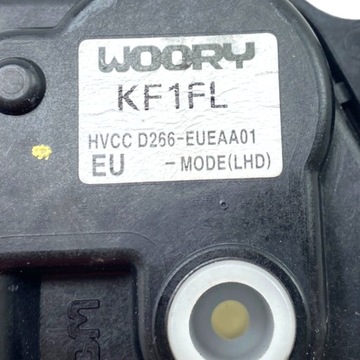 WOORY
KF1FL
HVCC D266-EUEAA01
EU -MODE(LHD)